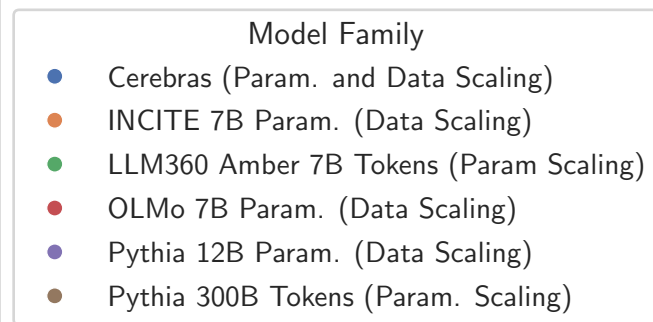 Model Family
Cerebras (Param. and Data Scaling)
INCITE 7B Param. (Data Scaling)
LLM360 Amber 7B Tokens (Param Scaling)
OLMo 7B Param. (Data Scaling)
Pythia 12B Param. (Data Scaling)
Pythia 300B Tokens (Param. Scaling)